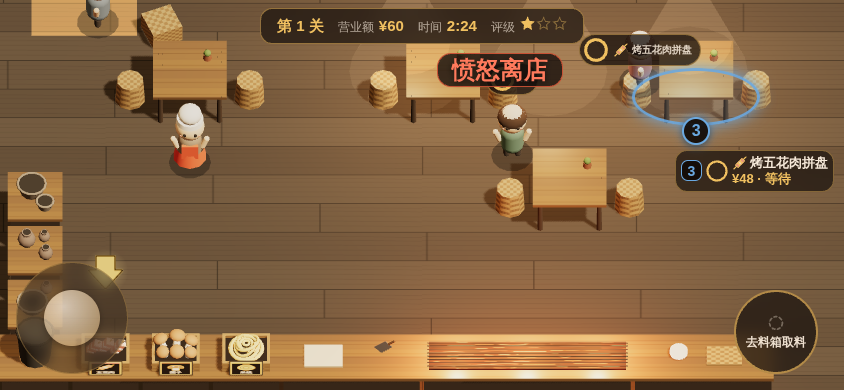 第 1 关 营业额 ¥60 时间 2:24 评级
愤怒离店
烤五花肉拼盘
3
3 烤五花肉拼盘
¥48 · 等待
去料箱取料